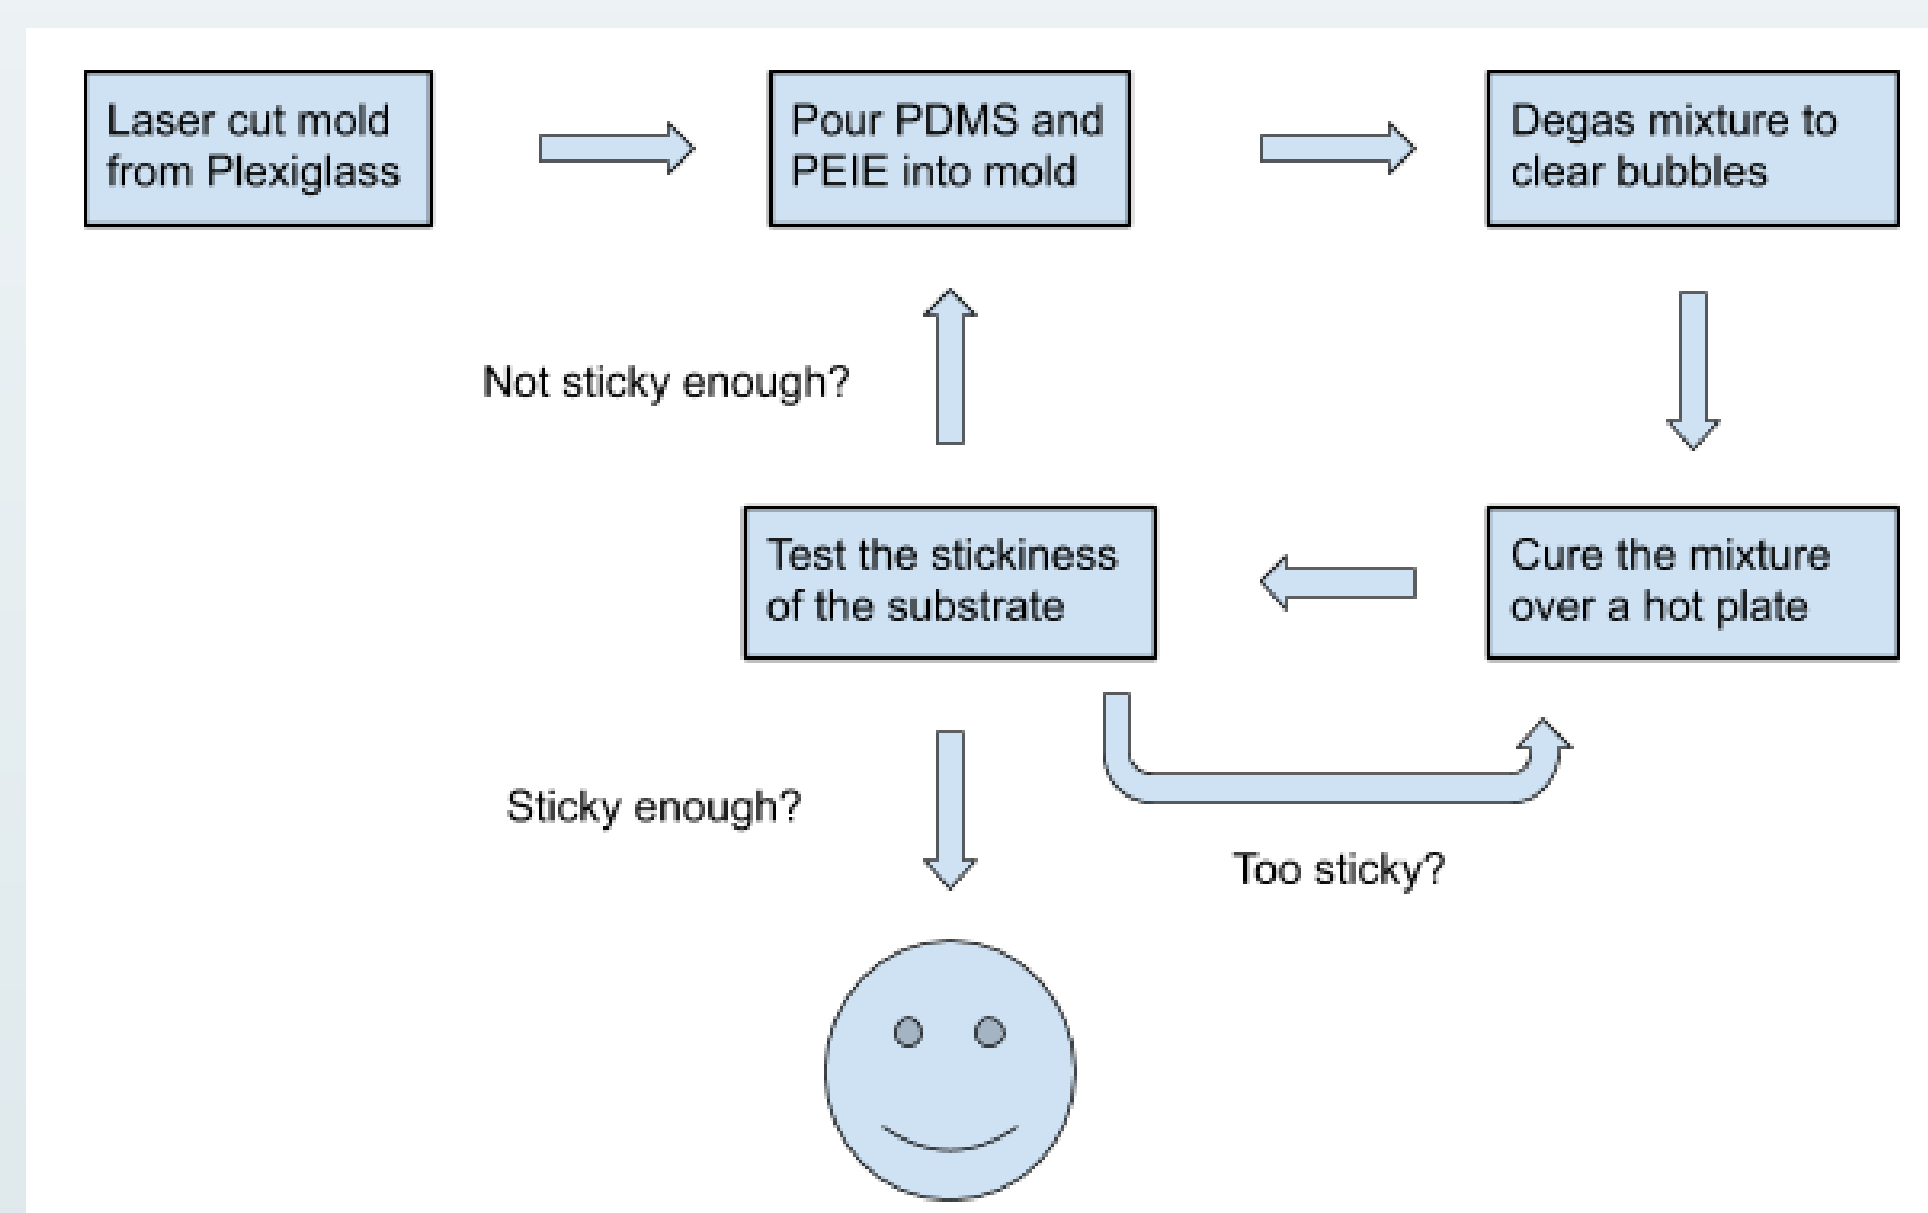 Laser cut mold
from Plexiglass
Pour PDMS and
PEIE into mold
Degas mixture to
clear bubbles
Not sticky enough?
Test the stickiness
of the substrate
Cure the mixture
over a hot plate
Sticky enough?
Too sticky?